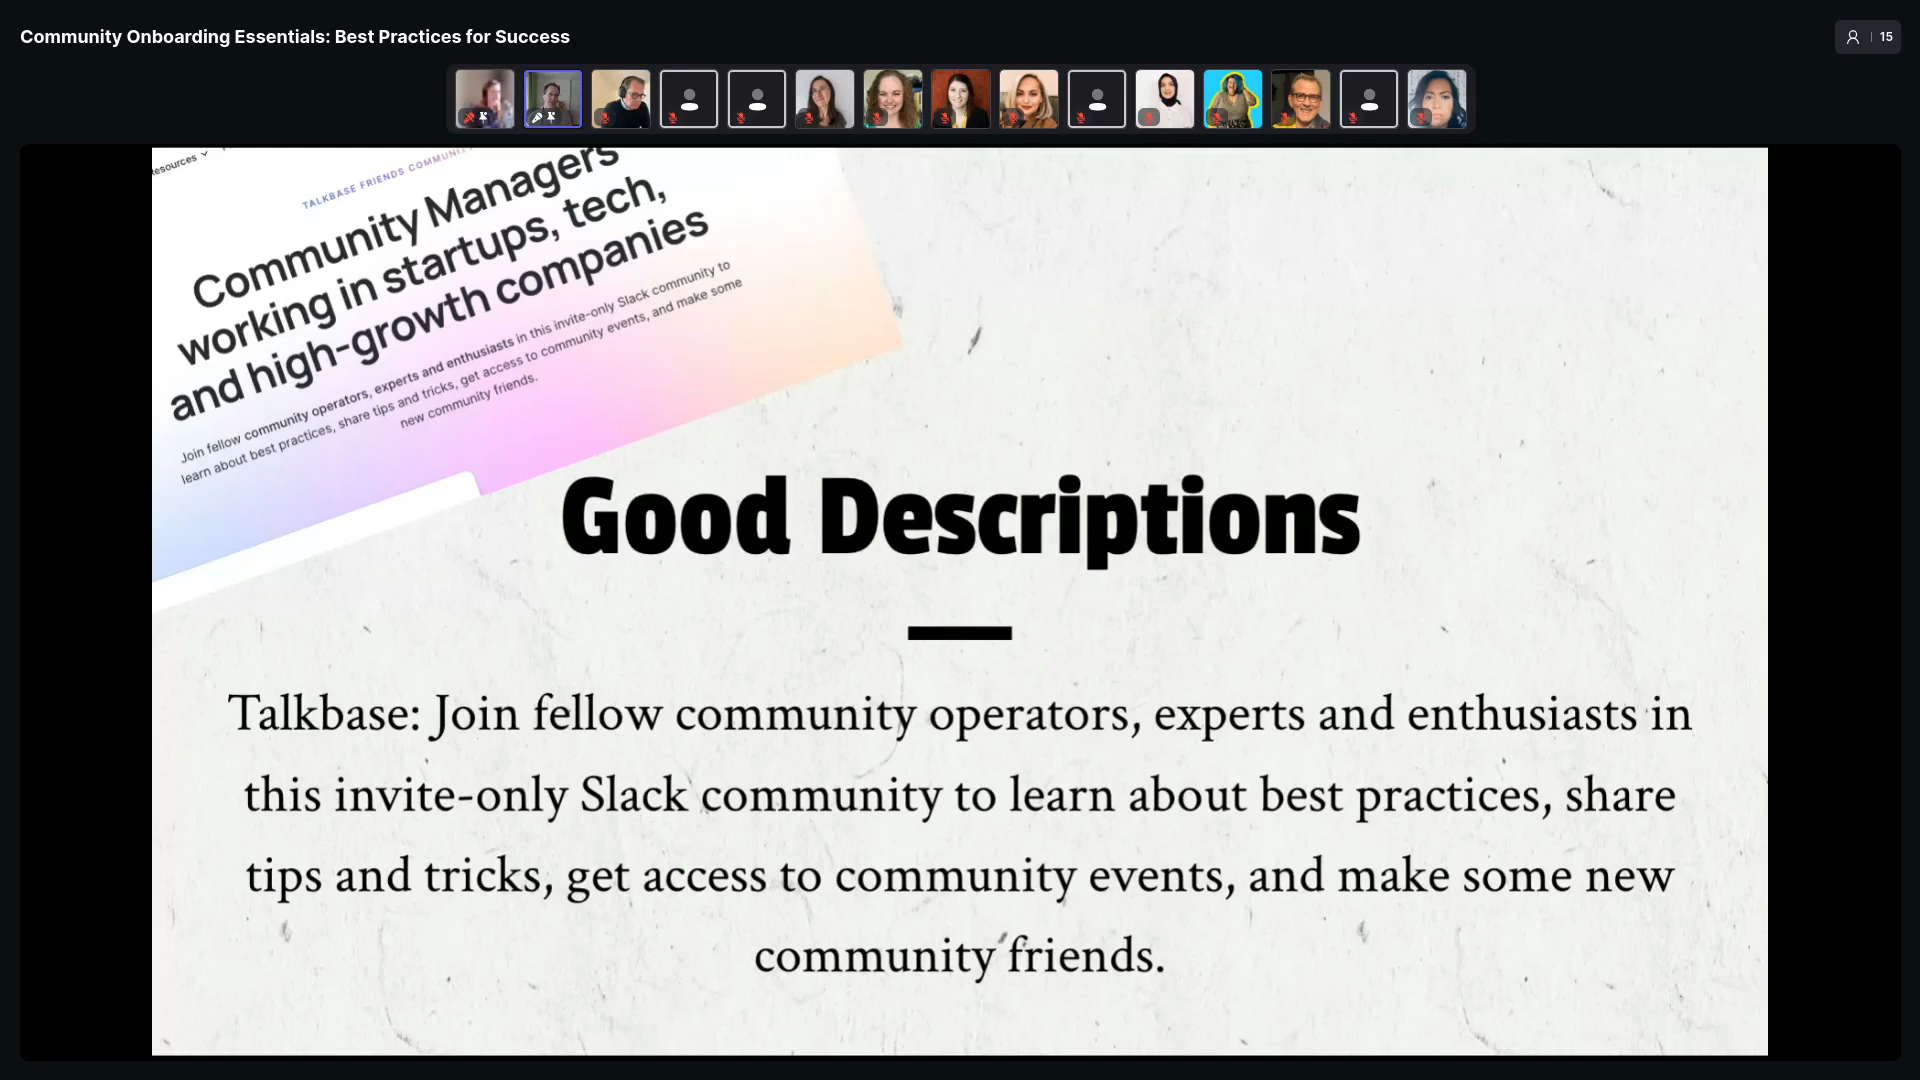 Community Onboarding Essentials: Best Practices for Success
15
TALKBASE FRIENDS
Community Managers
working in startups, tech,
and high-growth companies
Join fellow community operators, experts and enthusiasts in this invite-only Slack community to
learn about best practices, share tips and tricks, get access to community events, and make some
new community friends.
Good Descriptions
Talkbase: Join fellow community operators, experts and enthusiasts in
this invite-only Slack community to learn about best practices, share
tips and tricks, get access to community events, and make some new
community friends.